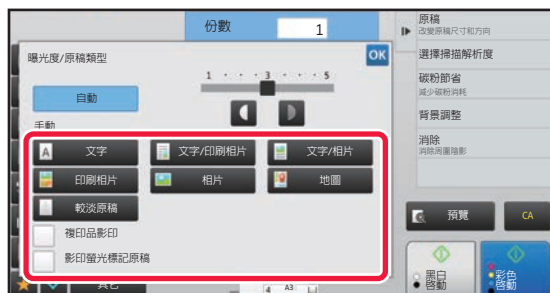 份數 1
原稿
改變原稿尺寸和方向
曝光度/原稿類型
OK
選擇掃描解析度
1 3 5
自動
碳粉節省
減少碳粉消耗
手動
背景調整
A 文字
文字/印刷相片
文字/相片
消除
消除周圍陰影
印刷相片
相片
地圖
較淡原稿
複印品影印
影印螢光標記原稿
預覽
CA
黑白
啓動
彩色
啓動
其它
4 A3